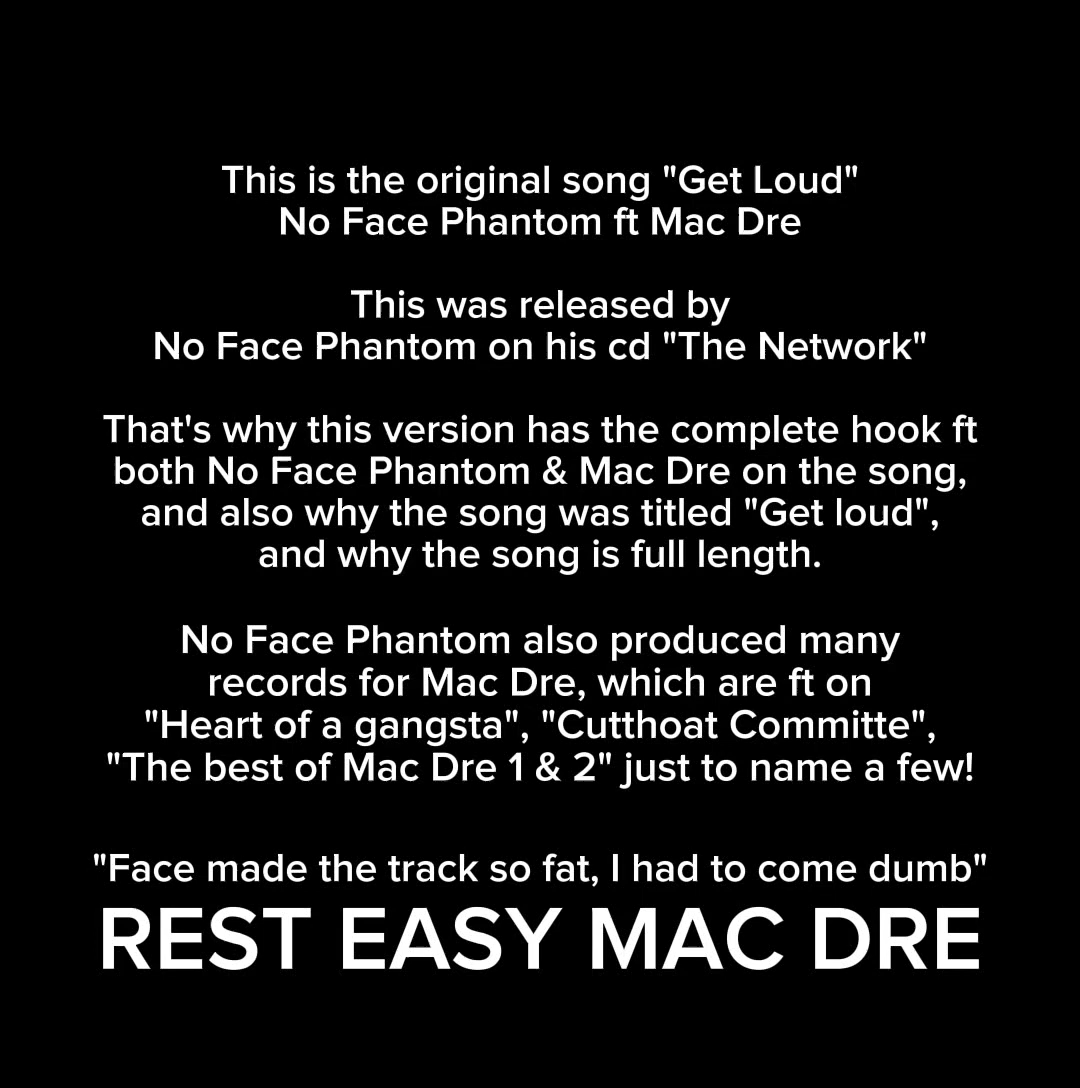 This is the original song "Get Loud"
No Face Phantom ft Mac Dre
This was released by
No Face Phantom on his cd "The Network"
That's why this version has the complete hook ft
both No Face Phantom & Mac Dre on the song,
and also why the song was titled "Get loud",
and why the song is full length.
No Face Phantom also produced many
records for Mac Dre, which are ft on
"Heart of a gangsta", "Cutthoat Committe",
"The best of Mac Dre 1 & 2" just to name a few!
"Face made the track so fat, I had to come dumb"
REST EASY MAC DRE